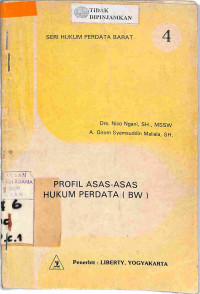 TIDAK
DIPINJAMKAN
SERI HUKUM PERDATA BARAT
4
Drs. Nico Ngani, SH., MSSW
A. Qirom Syamsuddin Meliala, SH.
PROFIL ASAS-ASAS
HUKUM PERDATA ( BW )
Penerbit : LIBERTY, YOGYAKARTA